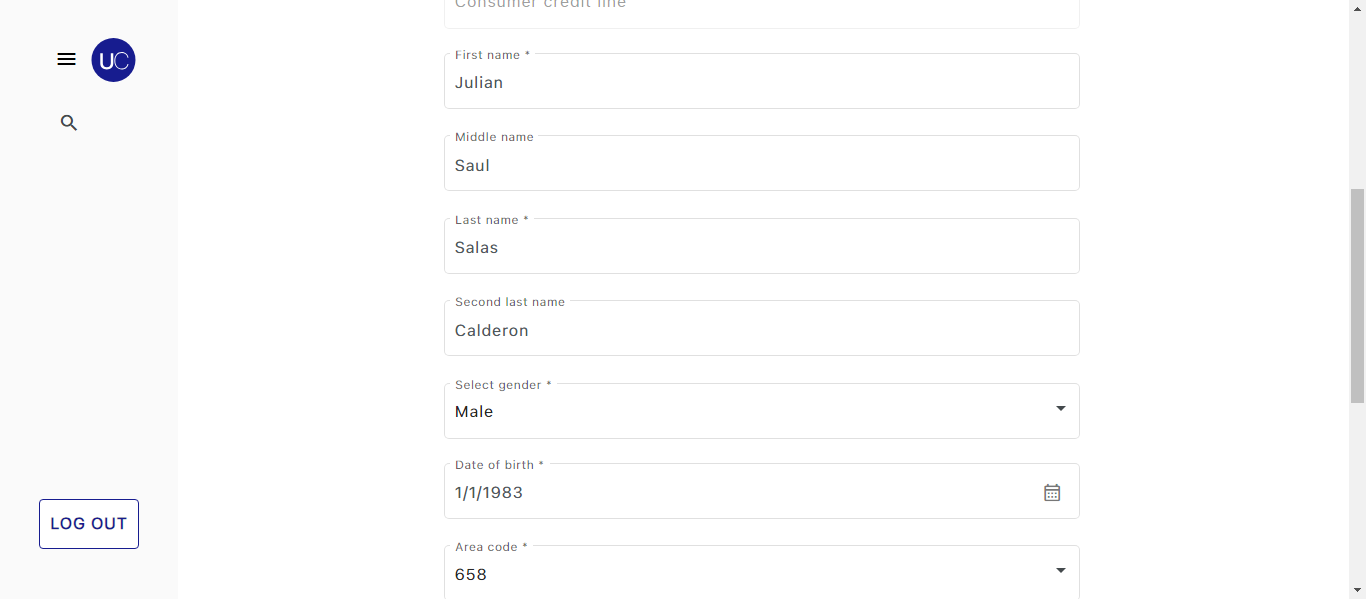 Consumer credit line
UC
First name *
Julian
Middle name
Saul
Last name *
Salas
Second last name
Calderon
Select gender *
Male
Date of birth *
1/1/1983
LOG OUT
Area code *
658